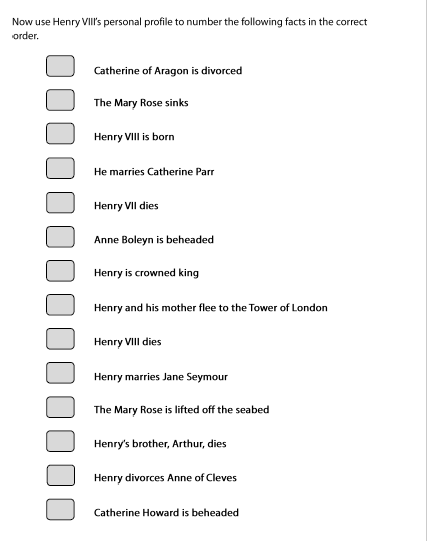 Now use Henry VIII's personal profile to number the following facts in the correct
order.
Catherine of Aragon is divorced
The Mary Rose sinks
Henry VIII is born
He marries Catherine Parr
Henry VII dies
Anne Boleyn is beheaded
Henry is crowned king
Henry and his mother flee to the Tower of London
Henry VIII dies
Henry marries Jane Seymour
The Mary Rose is lifted off the seabed
Henry's brother, Arthur, dies
Henry divorces Anne of Cleves
Catherine Howard is beheaded